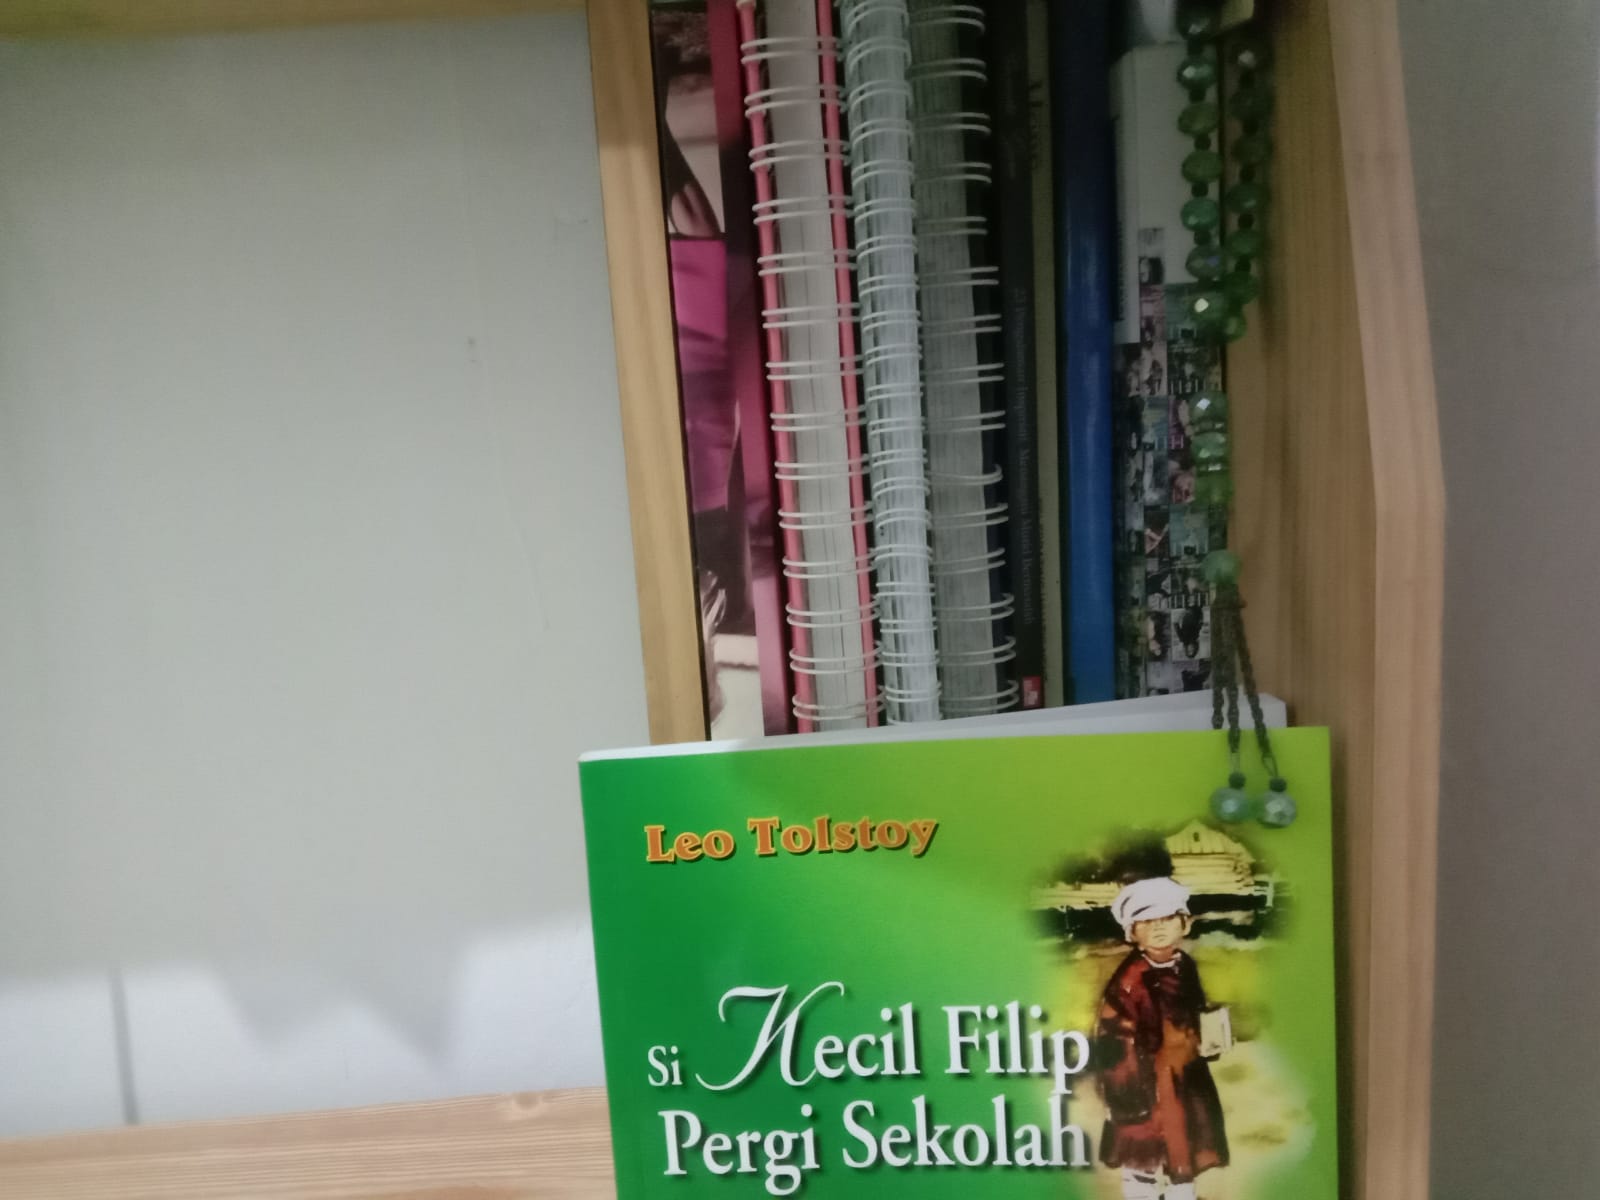 Leo Tolstoy
Si Kecil Filip
Pergi Sekolah